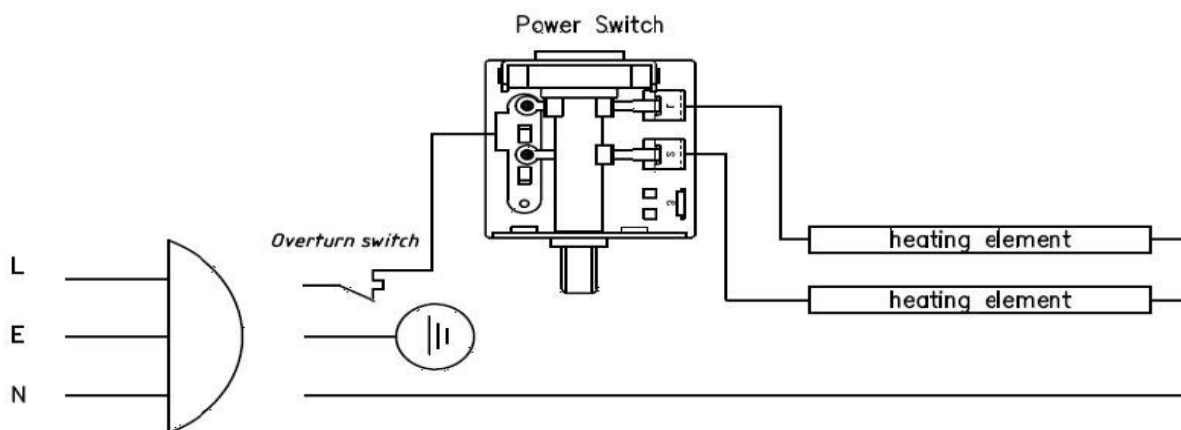 Power Switch
Overturn switch
L
E
N
heating element
heating element